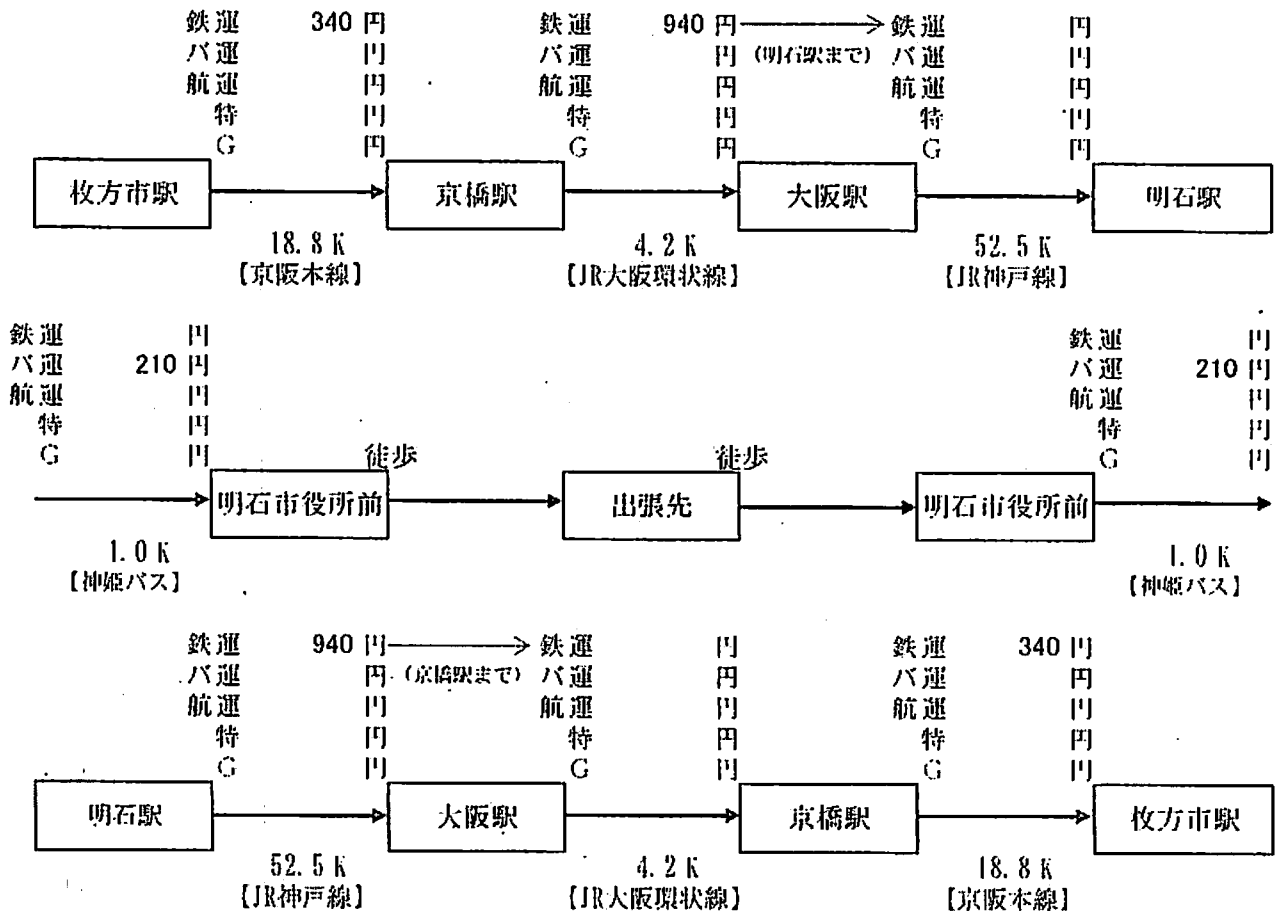 鉄運 340 円 鉄運 940 円 → 鉄運 円
バ運 円 バ運 円 (明石駅まで) バ運 円
航運 円 航運 円 航運 円
特 円 特 円 特 円
G 円 G 円 G 円
枚方市駅 京橋駅 大阪駅 明石駅
18.8 K 4.2 K 52.5 K
【京阪本線】 【JR大阪環状線】 【JR神戸線】
鉄運 円 鉄運 円
バ運 210 円 バ運 210 円
航運 円 航運 円
特 円 特 円
G 円 徒歩 徒歩 G 円
明石市役所前 出張先 明石市役所前
1.0 K 1.0 K
【神姫バス】 【神姫バス】
鉄運 940 円 → 鉄運 円 鉄運 340 円
バ運 円 (京橋駅まで) バ運 円 バ運 円
航運 円 航運 円 航運 円
特 円 特 円 特 円
G 円 G 円 G 円
明石駅 大阪駅 京橋駅 枚方市駅
52.5 K 4.2 K 18.8 K
【JR神戸線】 【JR大阪環状線】 【京阪本線】